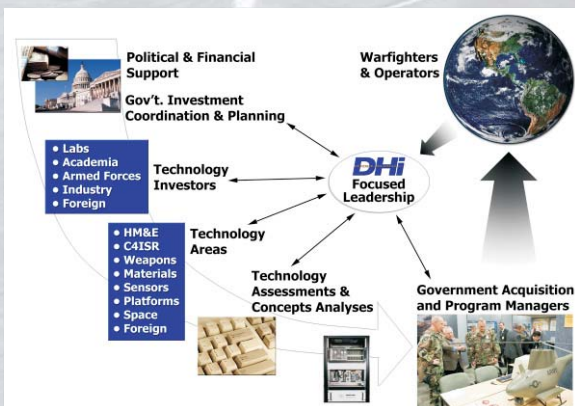 Political & Financial
Support
Gov't. Investment
Coordination & Planning
Warfighters
& Operators
• Labs
• Academia
• Armed Forces
• Industry
• Foreign
Technology
Investors
DHi
Focused
Leadership
• HM&E
• C4ISR
• Weapons
• Materials
• Sensors
• Platforms
• Space
• Foreign
Technology
Areas
Technology
Assessments &
Concepts Analyses
Government Acquisition
and Program Managers